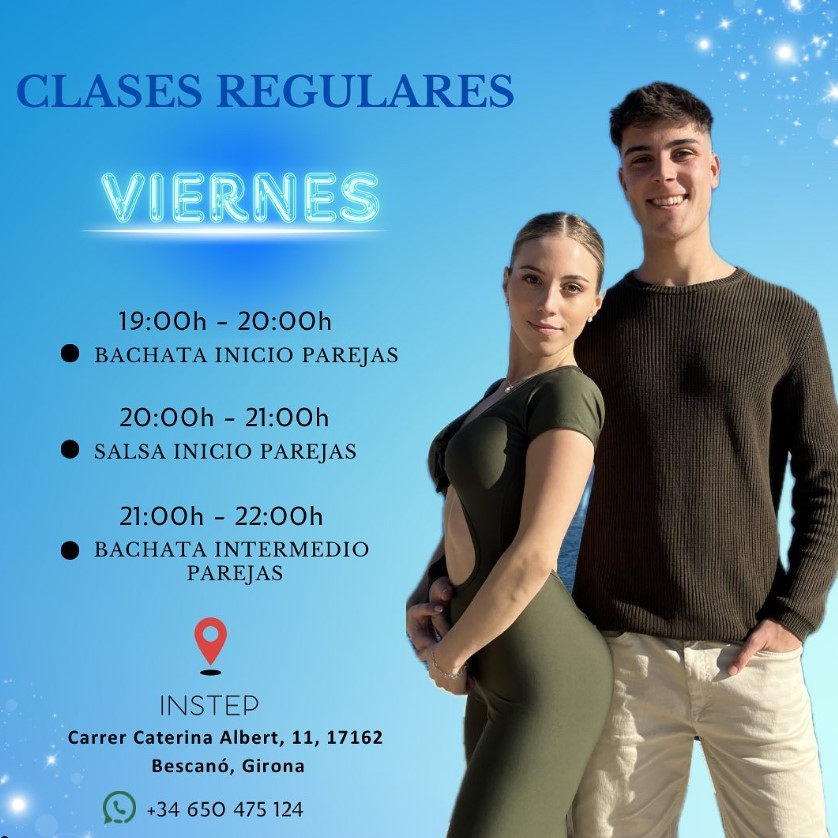 CLASES REGULARES
VIERNES
19:00h - 20:00h
BACHATA INICIO PAREJAS
20:00h - 21:00h
SALSA INICIO PAREJAS
21:00h - 22:00h
BACHATA INTERMEDIO
PAREJAS
INSTEP
Carrer Caterina Albert, 11, 17162
Bescanó, Girona
+34 650 475 124